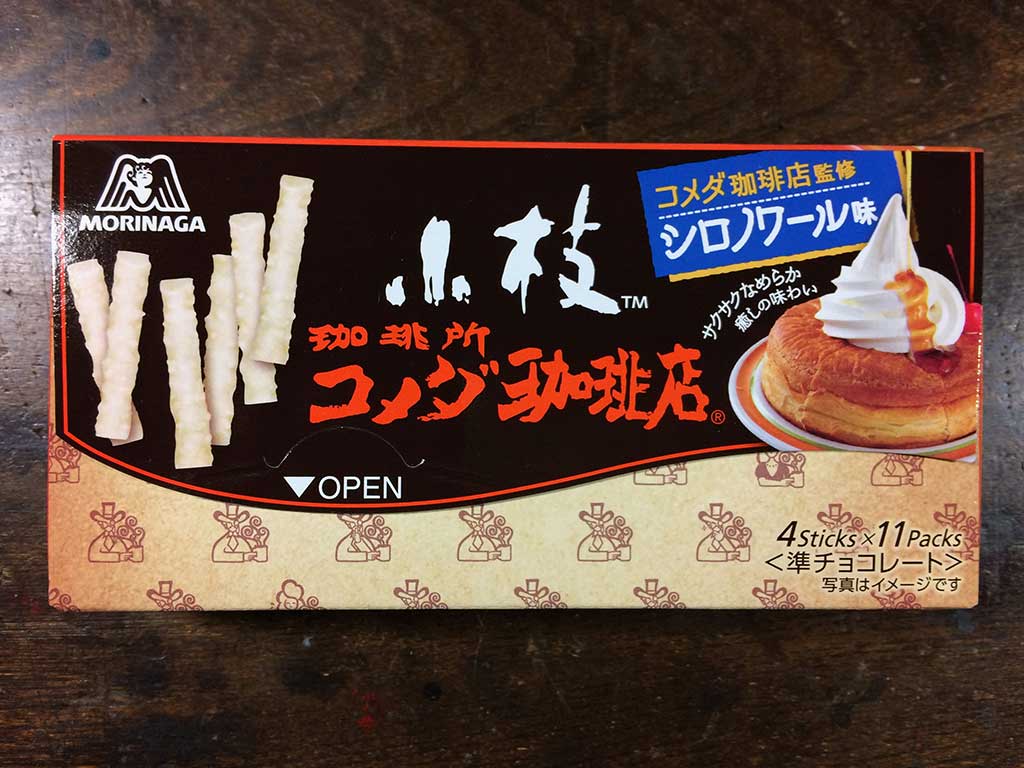 MORINAGA
小枝™
珈琲所
コメダ珈琲店®
コメダ珈琲店監修
シロノワール味
サクサクなめらか
癒しの味わい
▼OPEN
4Sticks×11Packs
<準チョコレート>
写真はイメージです